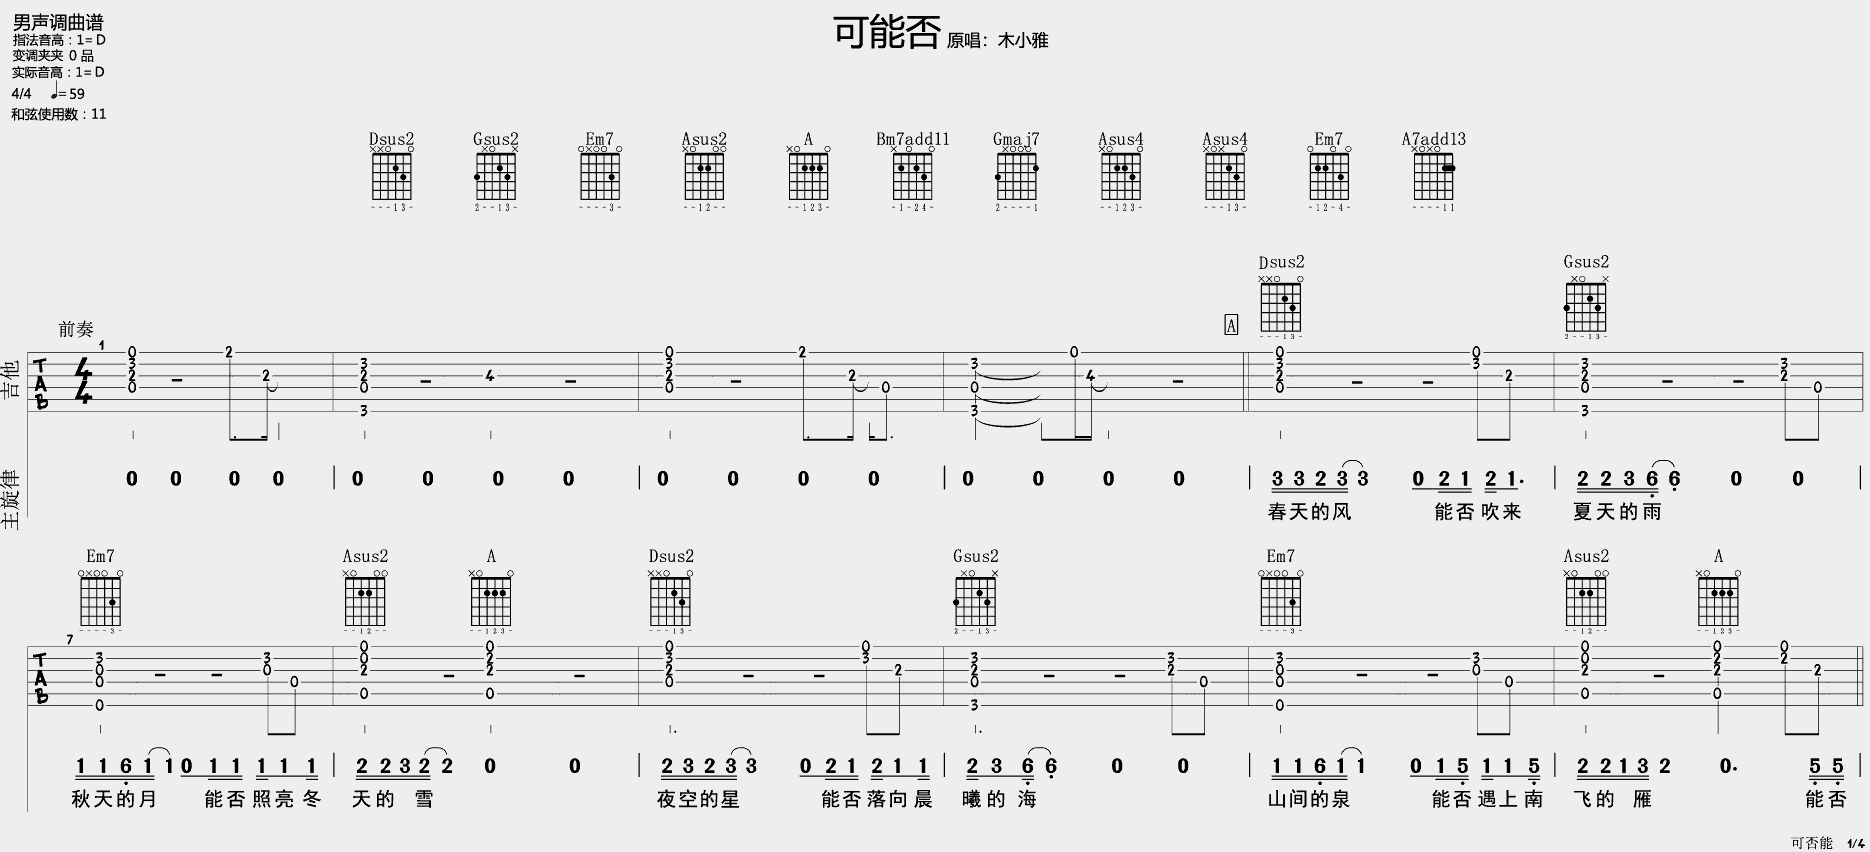 可能否 原唱：木小雅
男声调曲谱
指法音高：1=D
变调夹夹 0 品
实际音高：1=D
4/4 ♩=59
和弦使用数：11
Dsus2 Gsus2 Em7 Asus2 A Bm7add11 Gmaj7 Asus4 Asus4 Em7 A7add13
Dsus2 Gsus2
前奏 A
1
吉他
主旋律
0 0 0 0 | 0 0 0 0 | 0 0 0 0 | 0 0 0 0 | 3 3 2 3 3 0 2 1 2 1. | 2 2 3 6 6 0 0 |
春天的风 能否 吹来 夏天的雨
Em7 Asus2 A Dsus2 Gsus2 Em7 Asus2 A
7
1 1 6 1 1 0 1 1 1 1 1 | 2 2 3 2 2 0 0 | 2 3 2 3 3 0 2 1 2 1 1 | 2 3 6 6 0 0 | 1 1 6 1 1 0 1 5 1 1 5 | 2 2 1 3 2 0. 5 5 |
秋天的月 能否 照亮 冬 天的 雪 夜空的星 能否 落向 晨 曦的 海 山间的泉 能否 遇上 南 飞的 雁 能否
可否能 1/4